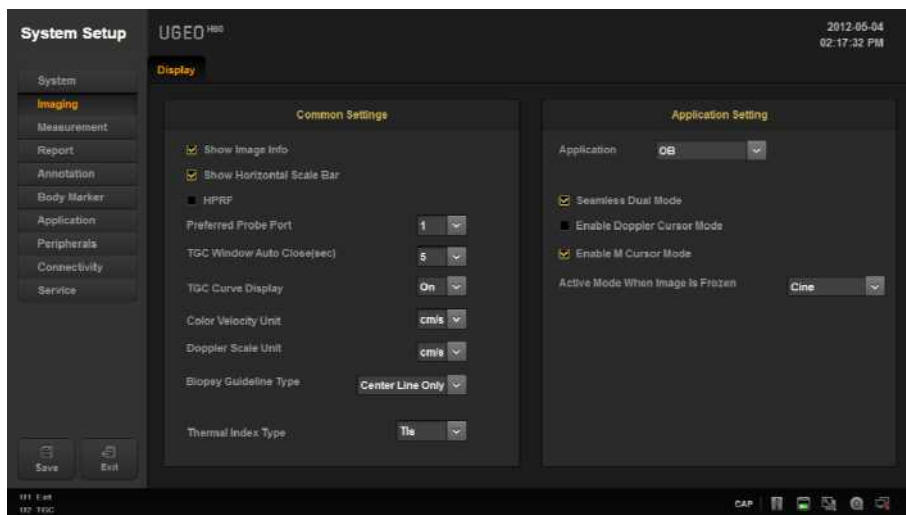 System Setup
UGEO H60
2012-05-04
02:17:32 PM
System
Imaging
Measurement
Report
Annotation
Body Marker
Application
Peripherals
Connectivity
Service
Save
Exit
Display
Common Settings
Show Image Info
Show Horizontal Scale Bar
HPRF
Preferred Probe Port 1
TGC Window Auto Close(sec) 5
TGC Curve Display On
Color Velocity Unit cm/s
Doppler Scale Unit cm/s
Biopsy Guideline Type Center Line Only
Thermal Index Type TIs
Application Setting
Application OB
Seamless Dual Mode
Enable Doppler Cursor Mode
Enable M Cursor Mode
Active Mode When Image Is Frozen Cine
U1 Exit
U2 TGC
CAP